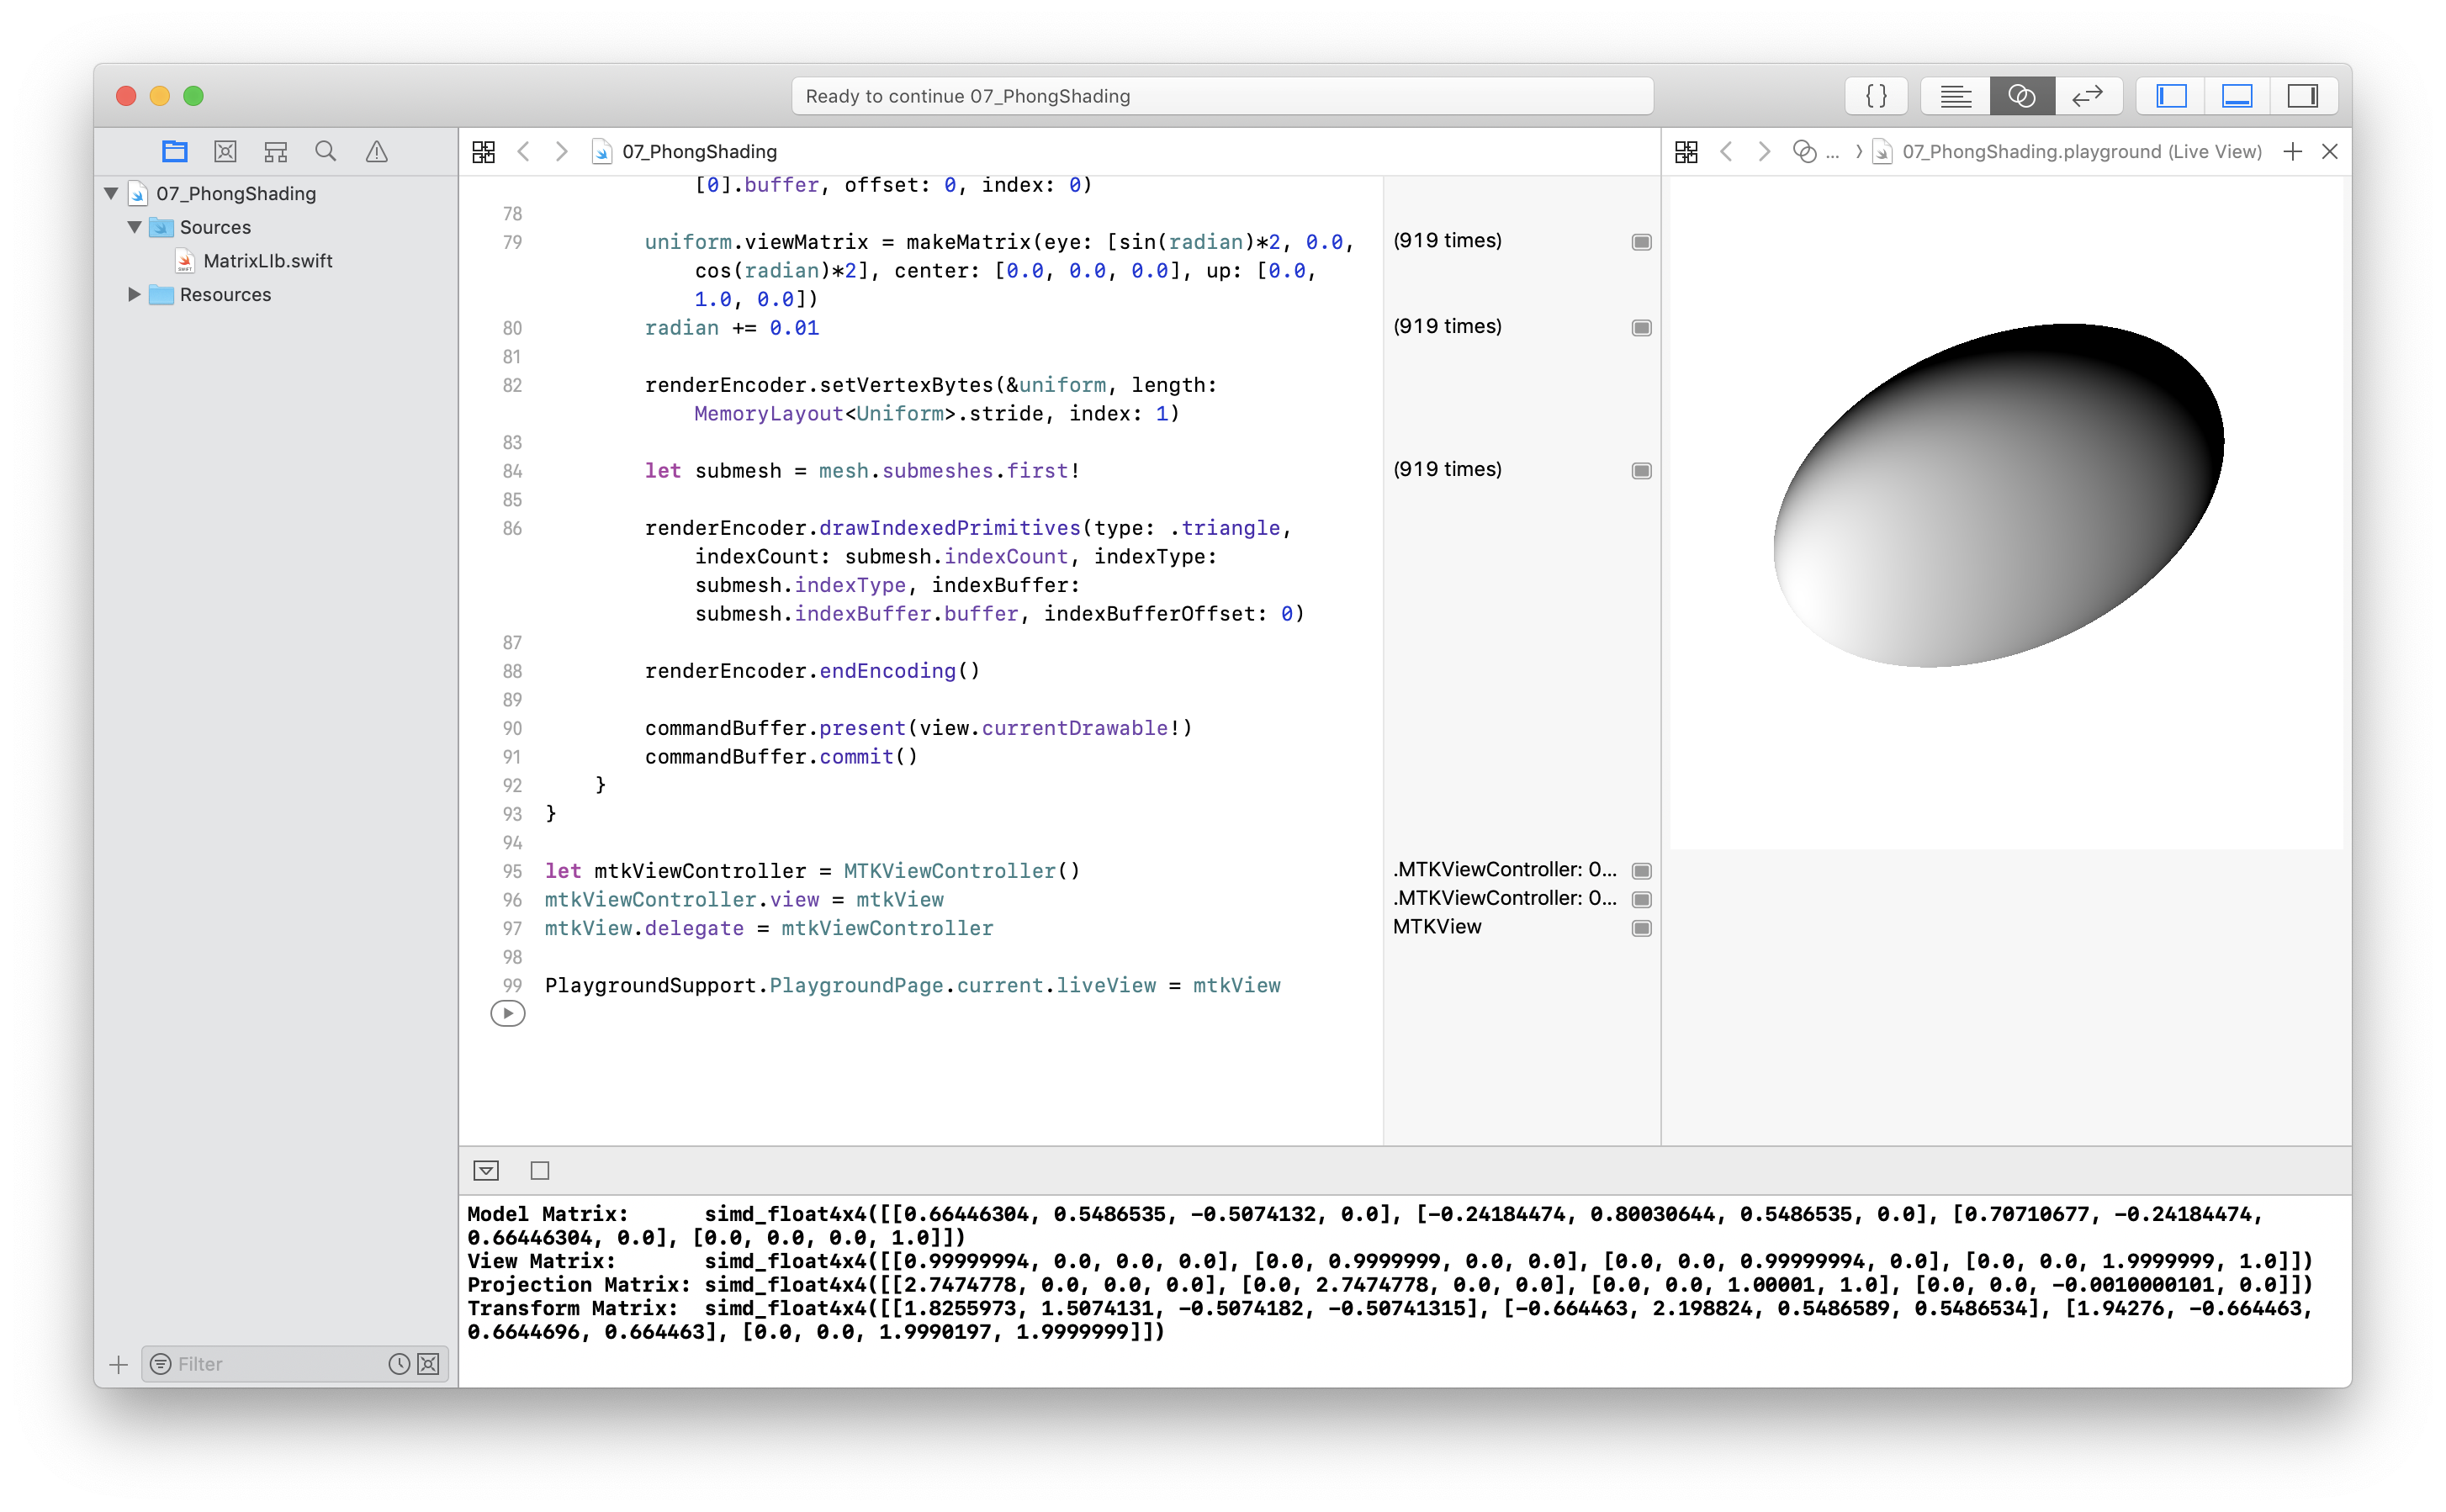 Ready to continue 07_PhongShading
{ }
07_PhongShading
... 〉 07_PhongShading.playground (Live View)
07_PhongShading
Sources
MatrixLIb.swift
Resources
[0].buffer, offset: 0, index: 0)
78
79 uniform.viewMatrix = makeMatrix(eye: [sin(radian)*2, 0.0, (919 times)
cos(radian)*2], center: [0.0, 0.0, 0.0], up: [0.0,
1.0, 0.0])
80 radian += 0.01 (919 times)
81
82 renderEncoder.setVertexBytes(&uniform, length:
MemoryLayout<Uniform>.stride, index: 1)
83
84 let submesh = mesh.submeshes.first! (919 times)
85
86 renderEncoder.drawIndexedPrimitives(type: .triangle,
indexCount: submesh.indexCount, indexType:
submesh.indexType, indexBuffer:
submesh.indexBuffer.buffer, indexBufferOffset: 0)
87
88 renderEncoder.endEncoding()
89
90 commandBuffer.present(view.currentDrawable!)
91 commandBuffer.commit()
92 }
93 }
94
95 let mtkViewController = MTKViewController() .MTKViewController: 0...
96 mtkViewController.view = mtkView .MTKViewController: 0...
97 mtkView.delegate = mtkViewController MTKView
98
99 PlaygroundSupport.PlaygroundPage.current.liveView = mtkView
Model Matrix: simd_float4x4([[0.66446304, 0.5486535, -0.5074132, 0.0], [-0.24184474, 0.80030644, 0.5486535, 0.0], [0.70710677, -0.24184474,
0.66446304, 0.0], [0.0, 0.0, 0.0, 1.0]])
View Matrix: simd_float4x4([[0.99999994, 0.0, 0.0, 0.0], [0.0, 0.9999999, 0.0, 0.0], [0.0, 0.0, 0.99999994, 0.0], [0.0, 0.0, 1.9999999, 1.0]])
Projection Matrix: simd_float4x4([[2.7474778, 0.0, 0.0, 0.0], [0.0, 2.7474778, 0.0, 0.0], [0.0, 0.0, 1.00001, 1.0], [0.0, 0.0, -0.0010000101, 0.0]])
Transform Matrix: simd_float4x4([[1.8255973, 1.5074131, -0.5074182, -0.50741315], [-0.664463, 2.198824, 0.5486589, 0.5486534], [1.94276, -0.664463,
0.6644696, 0.664463], [0.0, 0.0, 1.9990197, 1.9999999]])
Filter